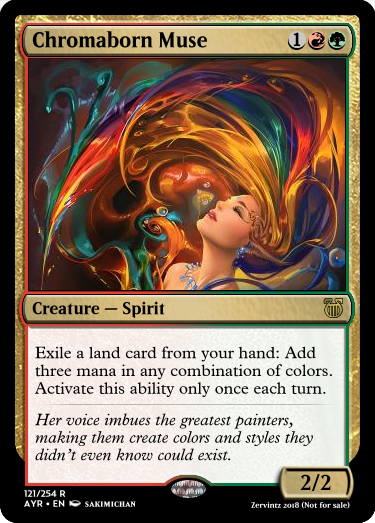 Chromaborn Muse 1
Creature — Spirit
Exile a land card from your hand: Add
three mana in any combination of colors.
Activate this ability only once each turn.
Her voice imbues the greatest painters,
making them create colors and styles they
didn't even know could exist.
2/2
121/254 R
AYR • EN SAKIMICHAN
Zervintz 2018 (Not for sale)